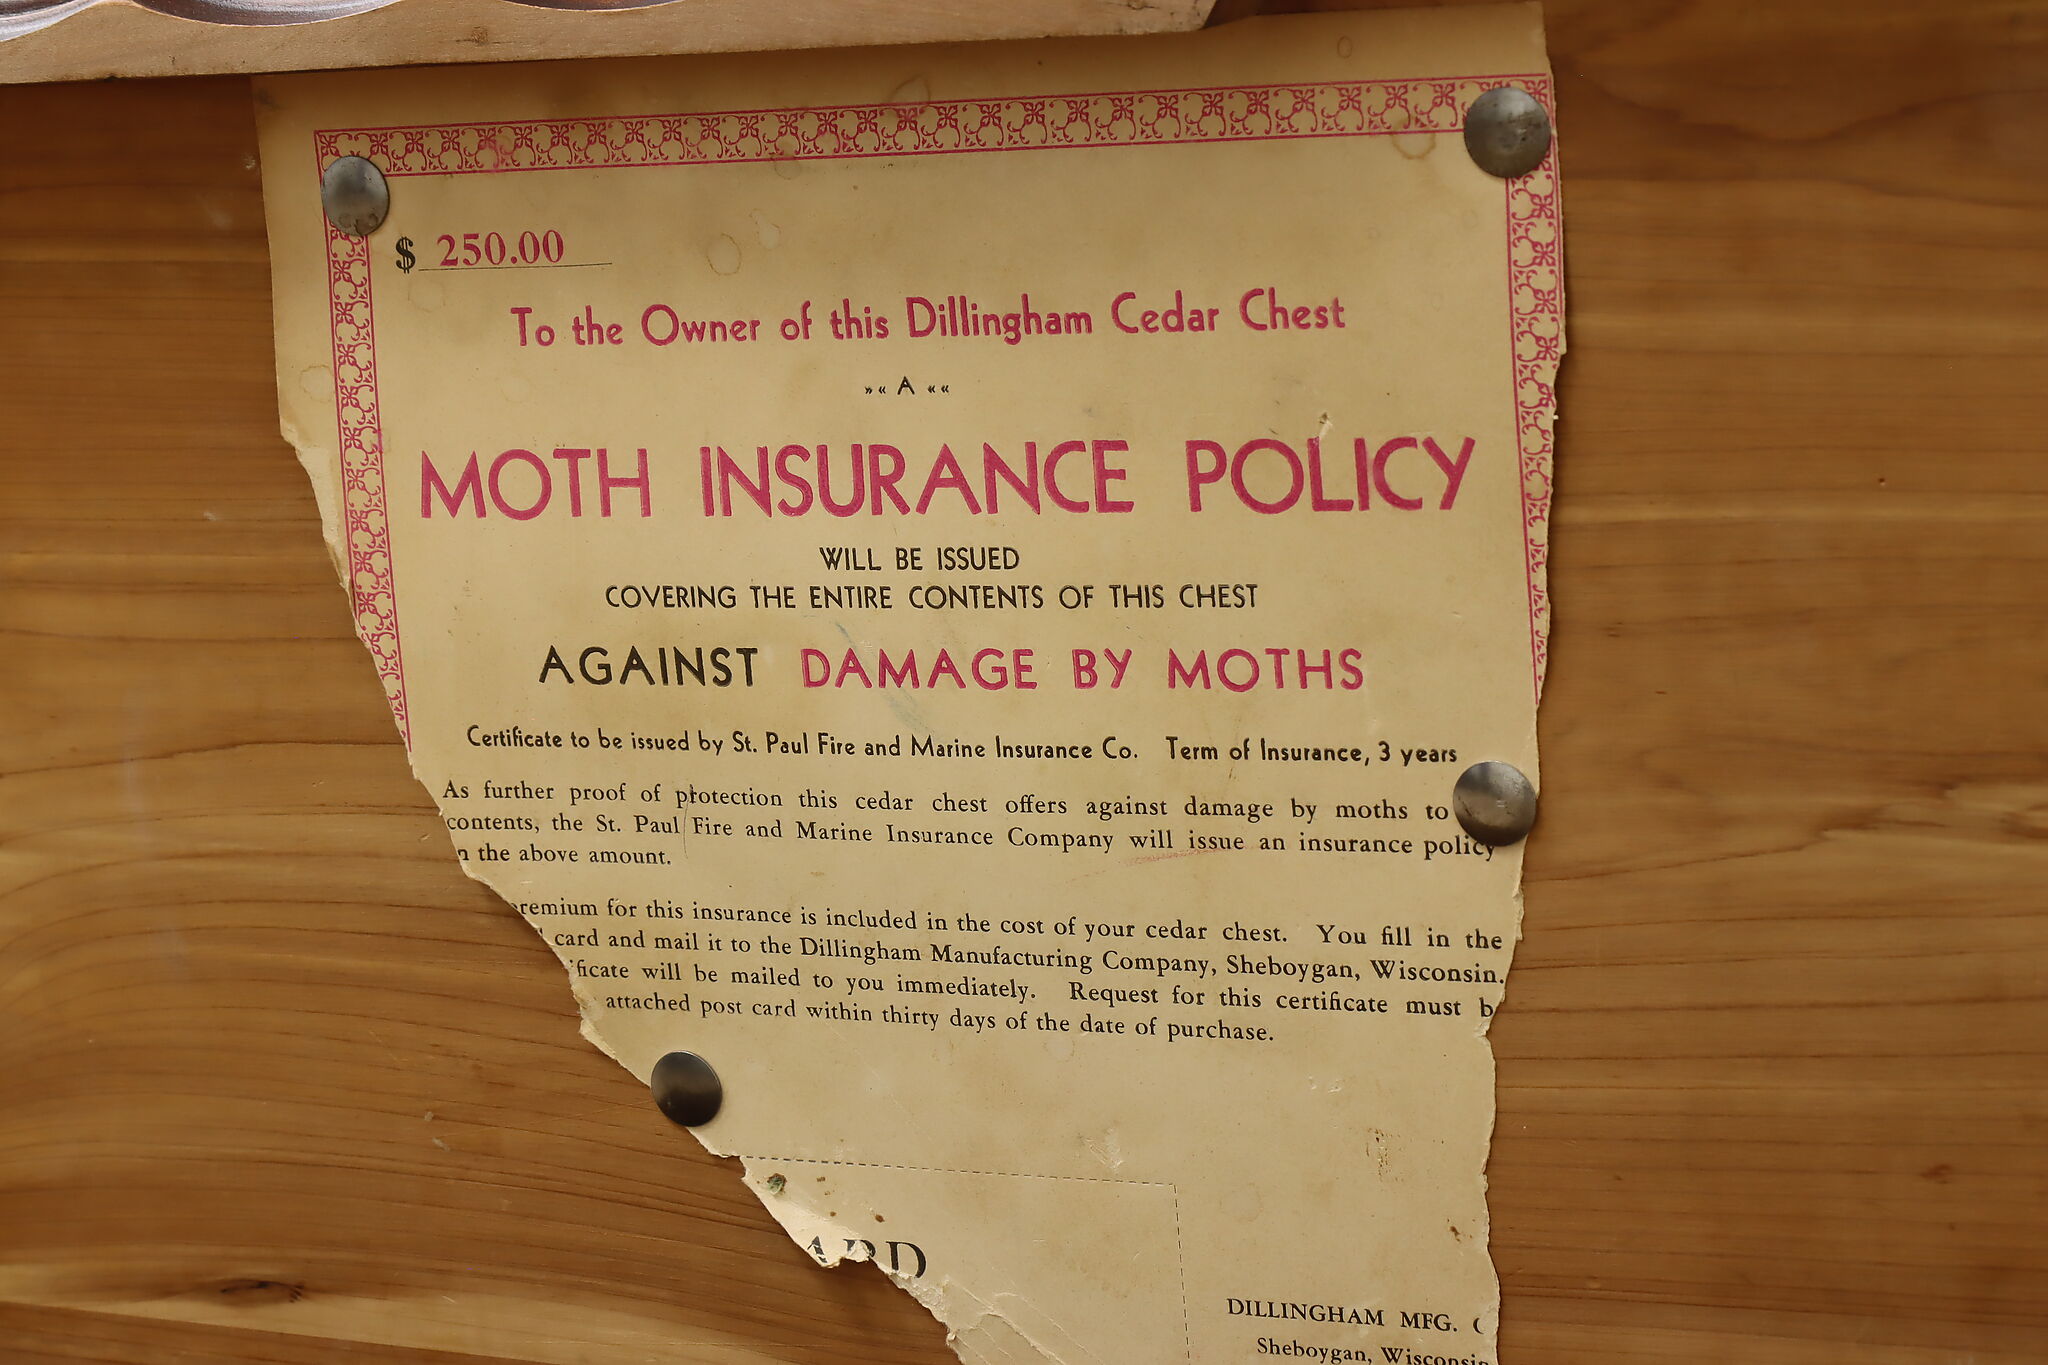 $ 250.00
To the Owner of this Dillingham Cedar Chest
»« A ««
MOTH INSURANCE POLICY
WILL BE ISSUED
COVERING THE ENTIRE CONTENTS OF THIS CHEST
AGAINST DAMAGE BY MOTHS
Certificate to be issued by St. Paul Fire and Marine Insurance Co. Term of Insurance, 3 years
As further proof of protection this cedar chest offers against damage by moths to
contents, the St. Paul Fire and Marine Insurance Company will issue an insurance policy
n the above amount.
premium for this insurance is included in the cost of your cedar chest. You fill in the
card and mail it to the Dillingham Manufacturing Company, Sheboygan, Wisconsin.
ificate will be mailed to you immediately. Request for this certificate must b
attached post card within thirty days of the date of purchase.
ARD
DILLINGHAM MFG.
Sheboygan, Wisconsin